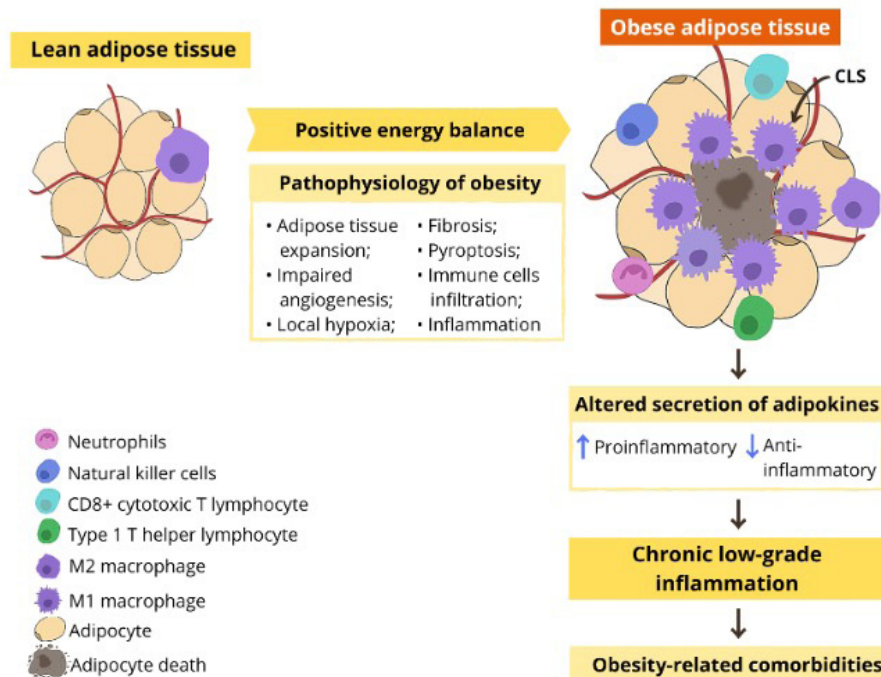 Lean adipose tissue
Obese adipose tissue
CLS
Positive energy balance
Pathophysiology of obesity
• Adipose tissue
expansion;
• Impaired
angiogenesis;
• Local hypoxia;
• Fibrosis;
• Pyroptosis;
• Immune cells
infiltration;
• Inflammation
Altered secretion of adipokines
↑ Proinflammatory
↓ Anti-
inflammatory
Chronic low-grade
inflammation
Obesity-related comorbidities
Neutrophils
Natural killer cells
CD8+ cytotoxic T lymphocyte
Type 1 T helper lymphocyte
M2 macrophage
M1 macrophage
Adipocyte
Adipocyte death